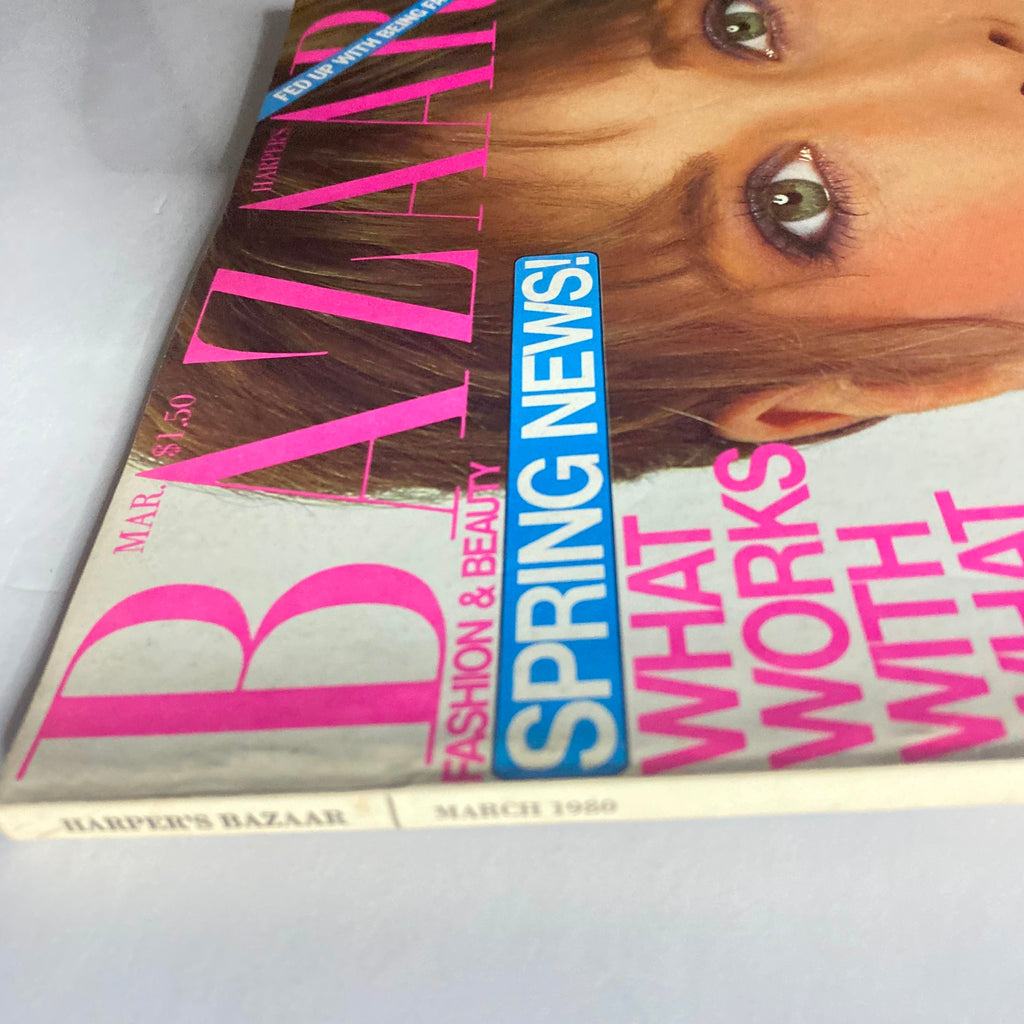 FED UP WITH BEING FA
HARPER'S
BAZAAR
MAR. $1.50
FASHION & BEAUTY
SPRING NEWS!
WHAT
WORKS
WITH
WHAT
HARPER'S BAZAAR
MARCH 1980